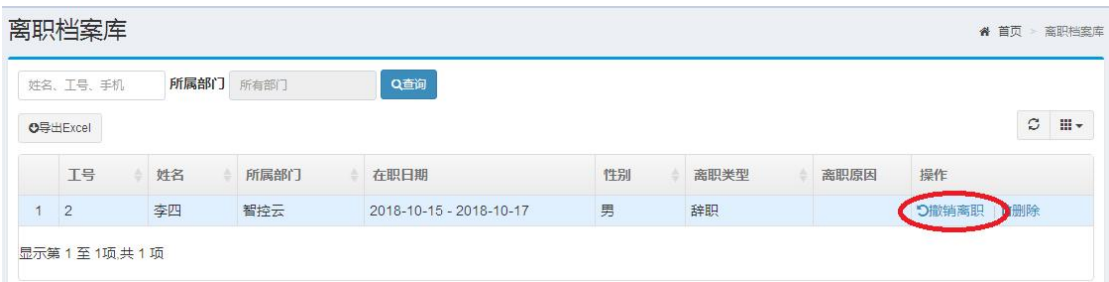 离职档案库
首页 > 离职档案库
姓名、工号、手机 所属部门 所有部门 查询
导出Excel
工号 姓名 所属部门 在职日期 性别 离职类型 离职原因 操作
1 2 李四 智控云 2018-10-15 - 2018-10-17 男 辞职 撤销离职 | 删除
显示第 1 至 1项,共 1 项